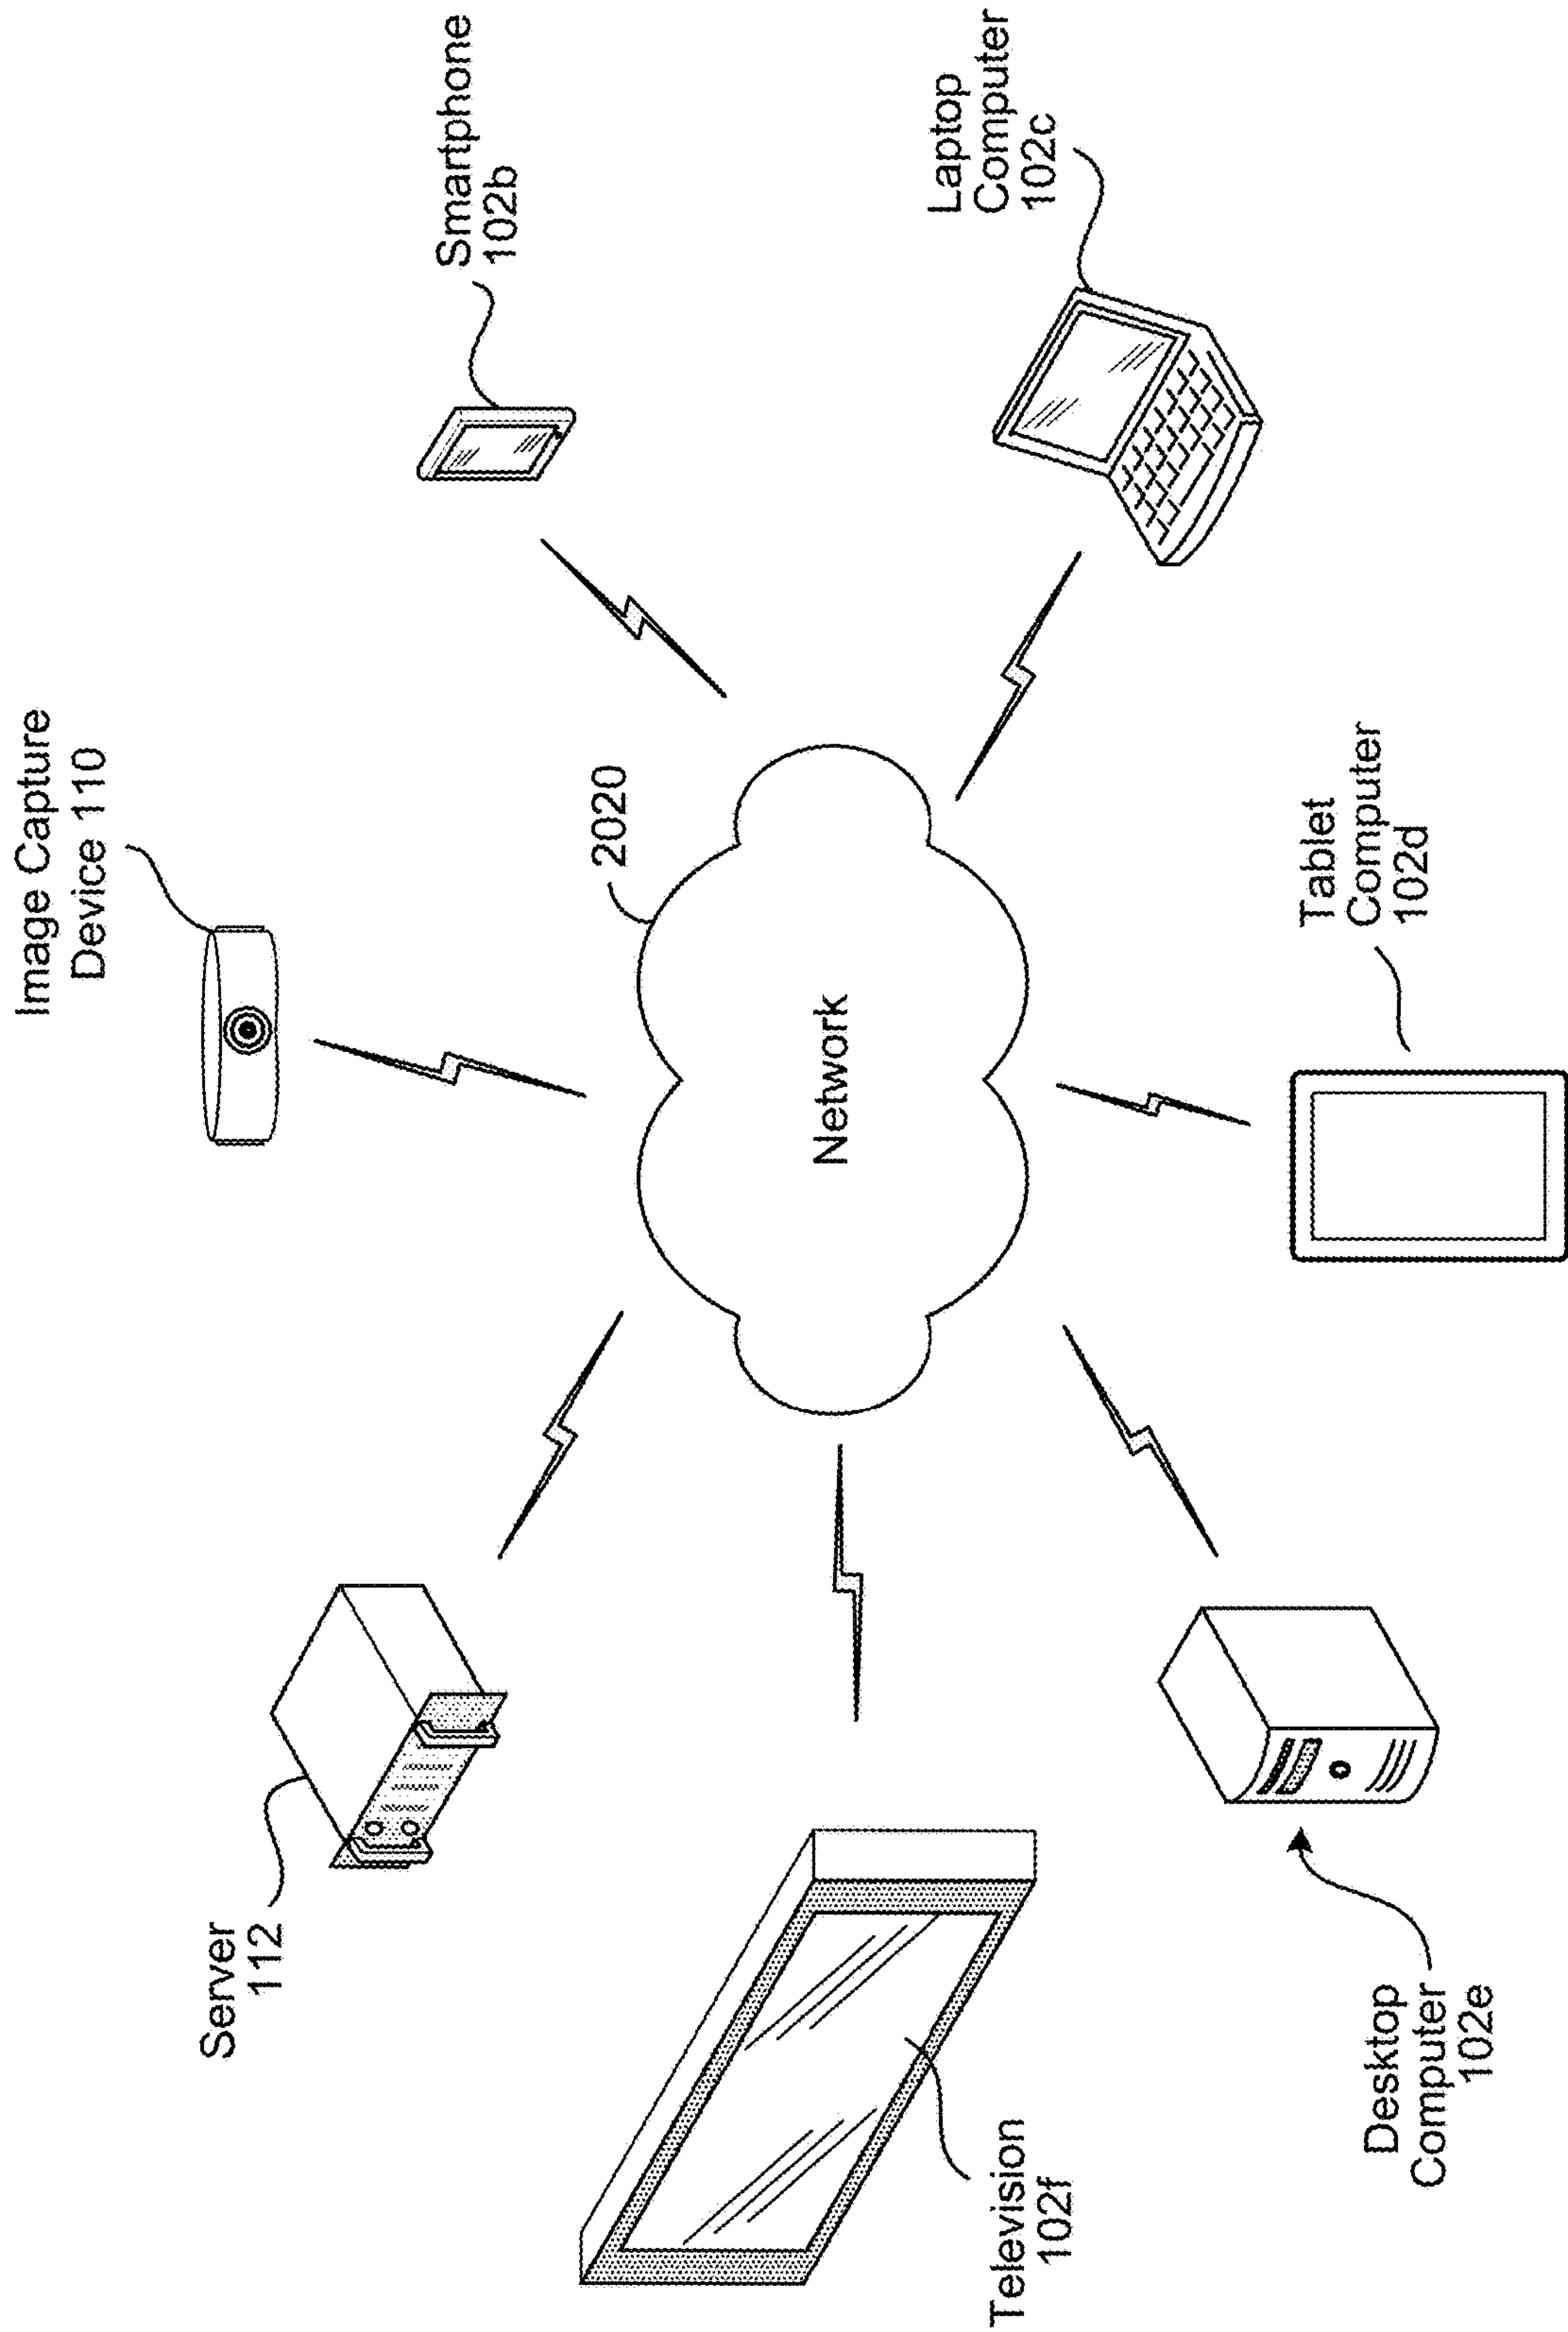 Image Capture
Device 110
Smartphone
102b
Server
112
2020
Network
Laptop
Computer
102c
Television
102f
Tablet
Computer
102d
Desktop
Computer
102e